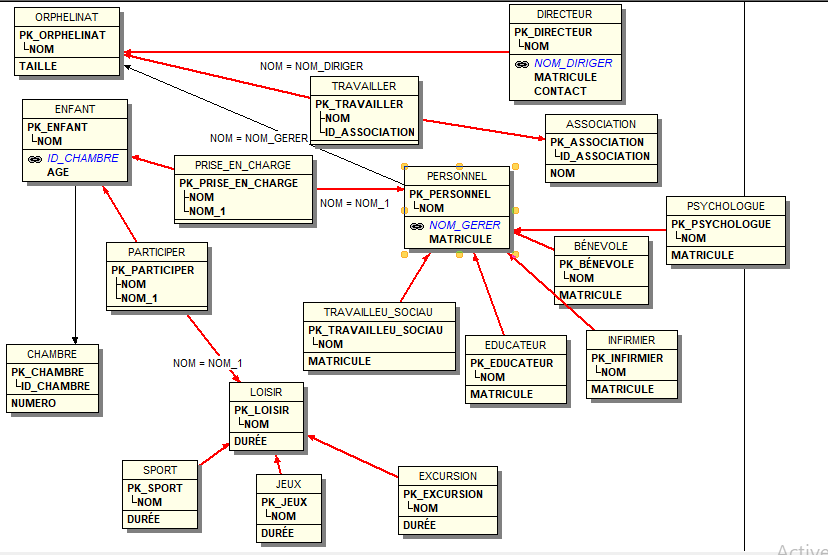 ORPHELINAT
PK_ORPHELINAT
NOM
TAILLE
DIRECTEUR
PK_DIRECTEUR
NOM
NOM_DIRIGER
MATRICULE
CONTACT
NOM = NOM_DIRIGER
TRAVAILLER
PK_TRAVAILLER
NOM
ID_ASSOCIATION
ENFANT
PK_ENFANT
NOM
ID_CHAMBRE
AGE
NOM = NOM_GERER
ASSOCIATION
PK_ASSOCIATION
ID_ASSOCIATION
NOM
PRISE_EN_CHARGE
PK_PRISE_EN_CHARGE
NOM
NOM_1
NOM = NOM_1
PERSONNEL
PK_PERSONNEL
NOM
NOM_GERER
MATRICULE
PSYCHOLOGUE
PK_PSYCHOLOGUE
NOM
MATRICULE
BÉNEVOLE
PK_BÉNEVOLE
NOM
MATRICULE
PARTICIPER
PK_PARTICIPER
NOM
NOM_1
TRAVAILLEU_SOCIAU
PK_TRAVAILLEU_SOCIAU
NOM
MATRICULE
EDUCATEUR
PK_EDUCATEUR
NOM
MATRICULE
INFIRMIER
PK_INFIRMIER
NOM
MATRICULE
CHAMBRE
PK_CHAMBRE
ID_CHAMBRE
NUMERO
NOM = NOM_1
LOISIR
PK_LOISIR
NOM
DURÉE
SPORT
PK_SPORT
NOM
DURÉE
JEUX
PK_JEUX
NOM
DURÉE
EXCURSION
PK_EXCURSION
NOM
DURÉE
Active